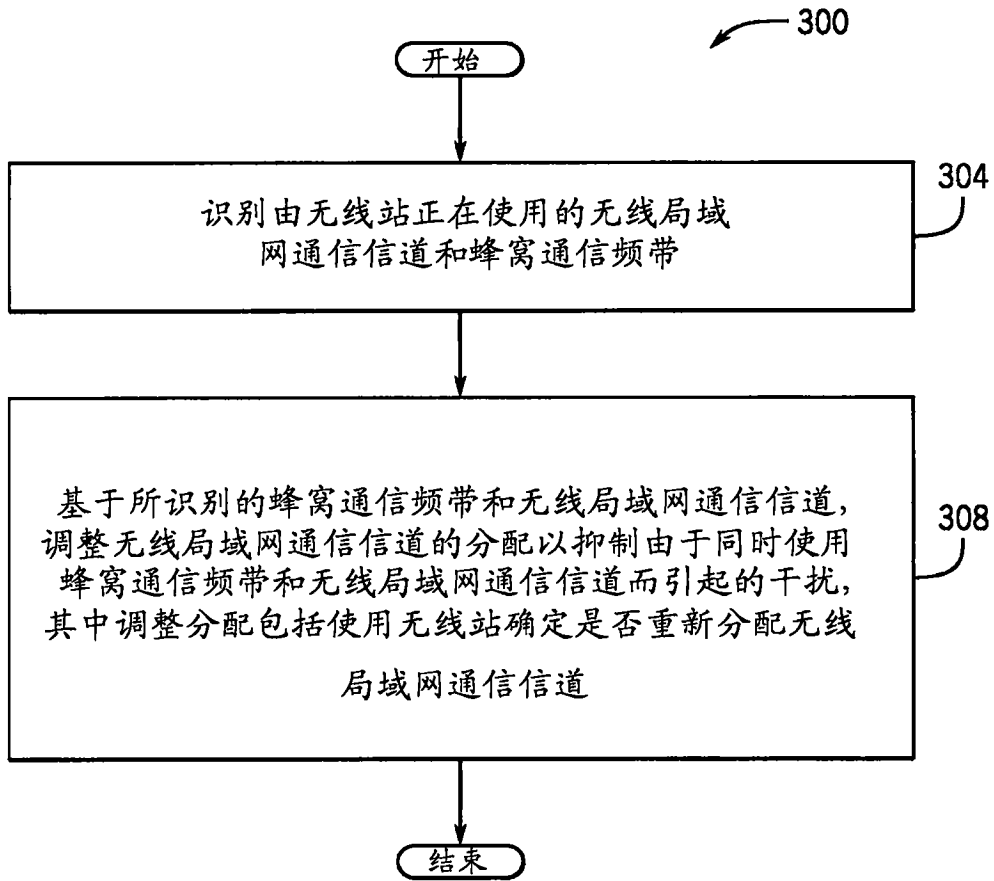 300
开始
304
识别由无线站正在使用的无线局域
网通信信道和蜂窝通信频带
308
基于所识别的蜂窝通信频带和无线局域网通信信道,
调整无线局域网通信信道的分配以抑制由于同时使用
蜂窝通信频带和无线局域网通信信道而引起的干扰,
其中调整分配包括使用无线站确定是否重新分配无线
局域网通信信道
结束